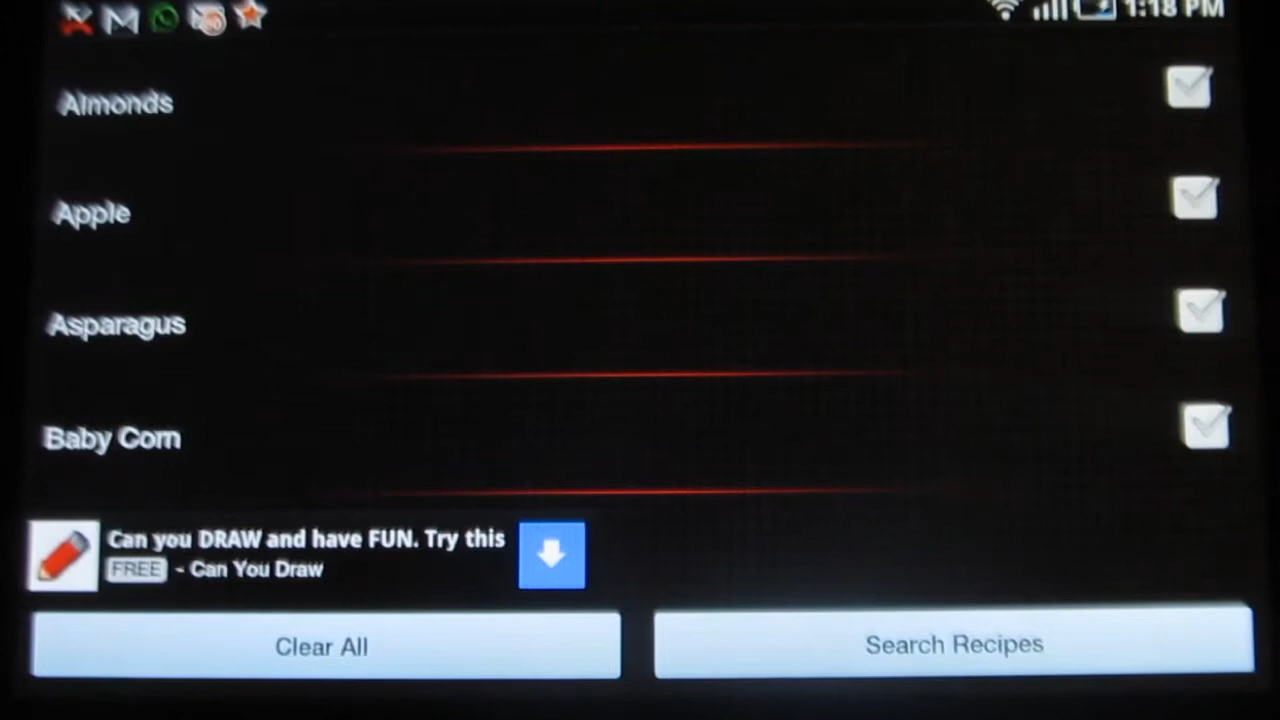 1:18 PM
Almonds
Apple
Asparagus
Baby Corn
Can you DRAW and have FUN. Try this
FREE - Can You Draw
Clear All
Search Recipes